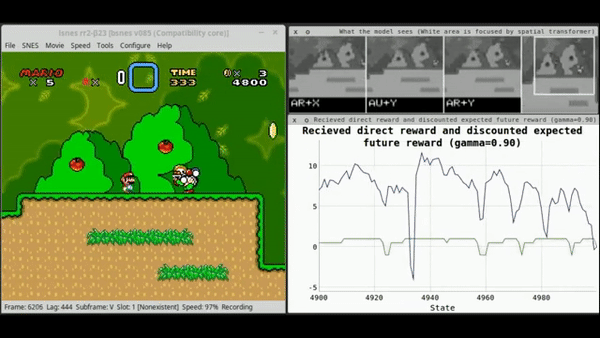 lsnes rr2-β23 [bsnes v085 (Compatibility core)]
File SNES Movie Speed Tools Configure Help
MARIO
x 5
x
0
TIME
333
x 3
4800
Frame: 6206 Lag: 444 Subframe: V Slot: 1 [Nonexistent] Speed: 97% Recording
What the model sees (White area is focused by spatial transformer)
AR+X AU+Y AR+Y
Recieved direct reward and discounted expected future reward (gamma=0.90)
Recieved direct reward and discounted expected
future reward (gamma=0.90)
10
5
0
-5
4900 4920 4940 4960 4980
State